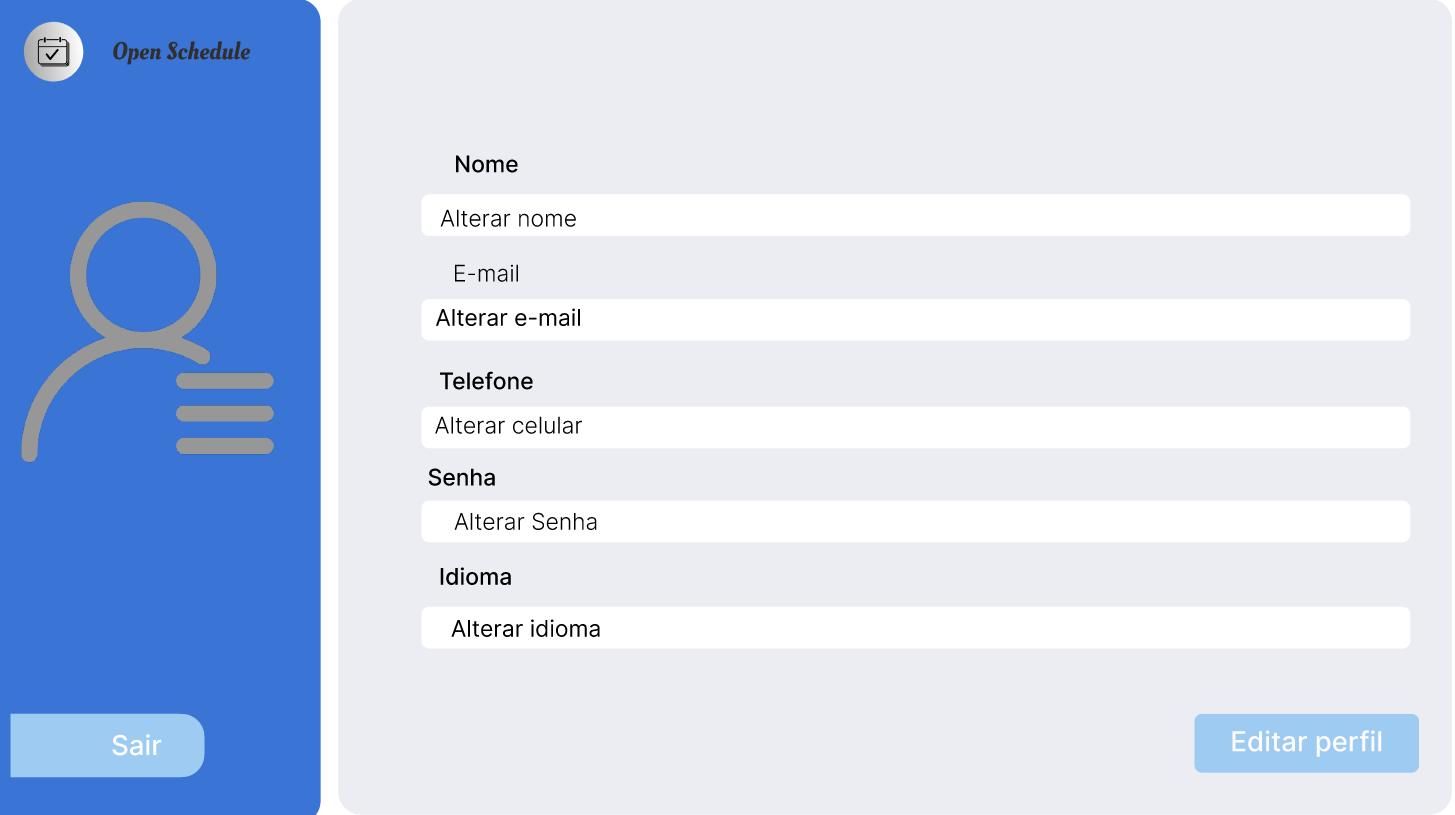 Open Schedule
Nome
Alterar nome
E-mail
Alterar e-mail
Telefone
Alterar celular
Senha
Alterar Senha
Idioma
Alterar idioma
Sair
Editar perfil